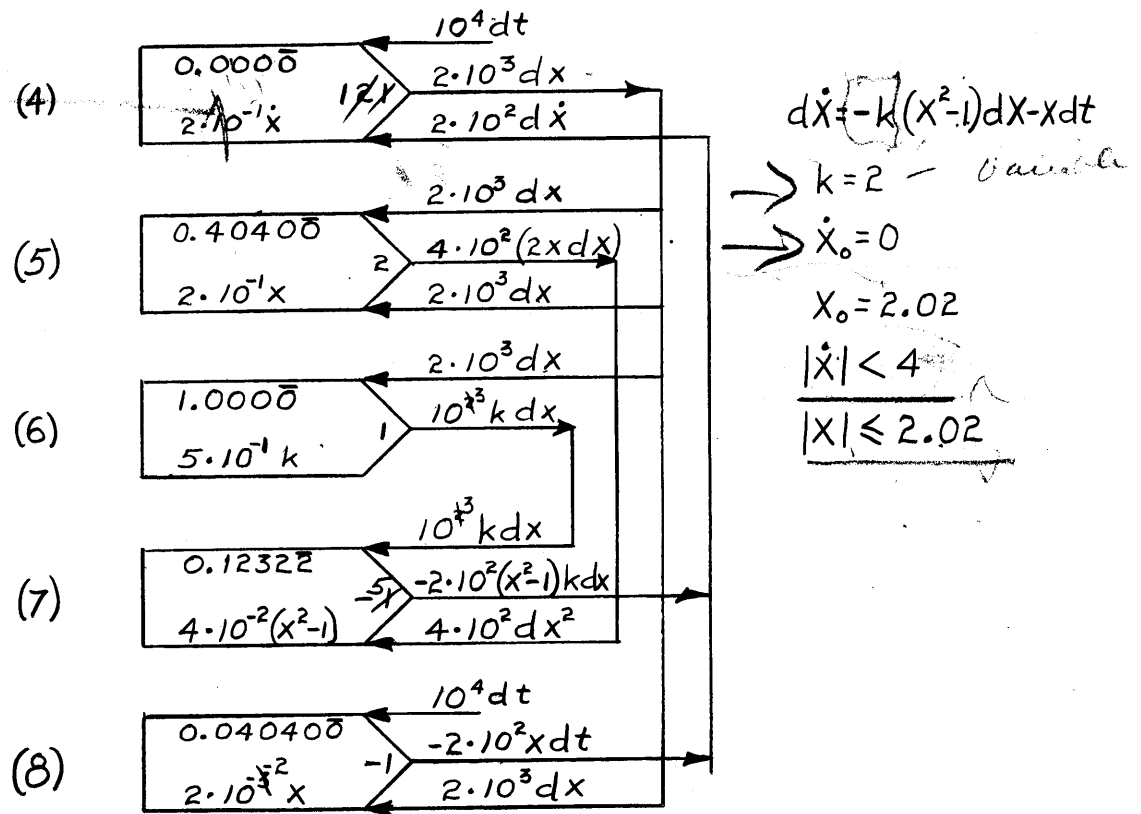 10⁴dt
(4) 0.0000̅ 2·10³dx
2·10⁻¹ẋ 2·10²dẋ
2·10³dx
(5) 0.40400̅ 2 4·10²(2xdx)
2·10⁻¹x 2·10³dx
2·10³dx
(6) 1.0000̅ 1 10³kdx
5·10⁻¹k
10³kdx
(7) 0.12322̅ -5 -2·10²(x²-1)kdx
4·10⁻²(x²-1) 4·10²dx²
10⁴dt
(8) 0.040400̅ -1 -2·10²xdt
2·10⁻²x 2·10³dx
dẋ=-k(x²-1)dx-xdt
k=2 -
ẋ₀=0
x₀=2.02
|ẋ|<4
|x|≤2.02